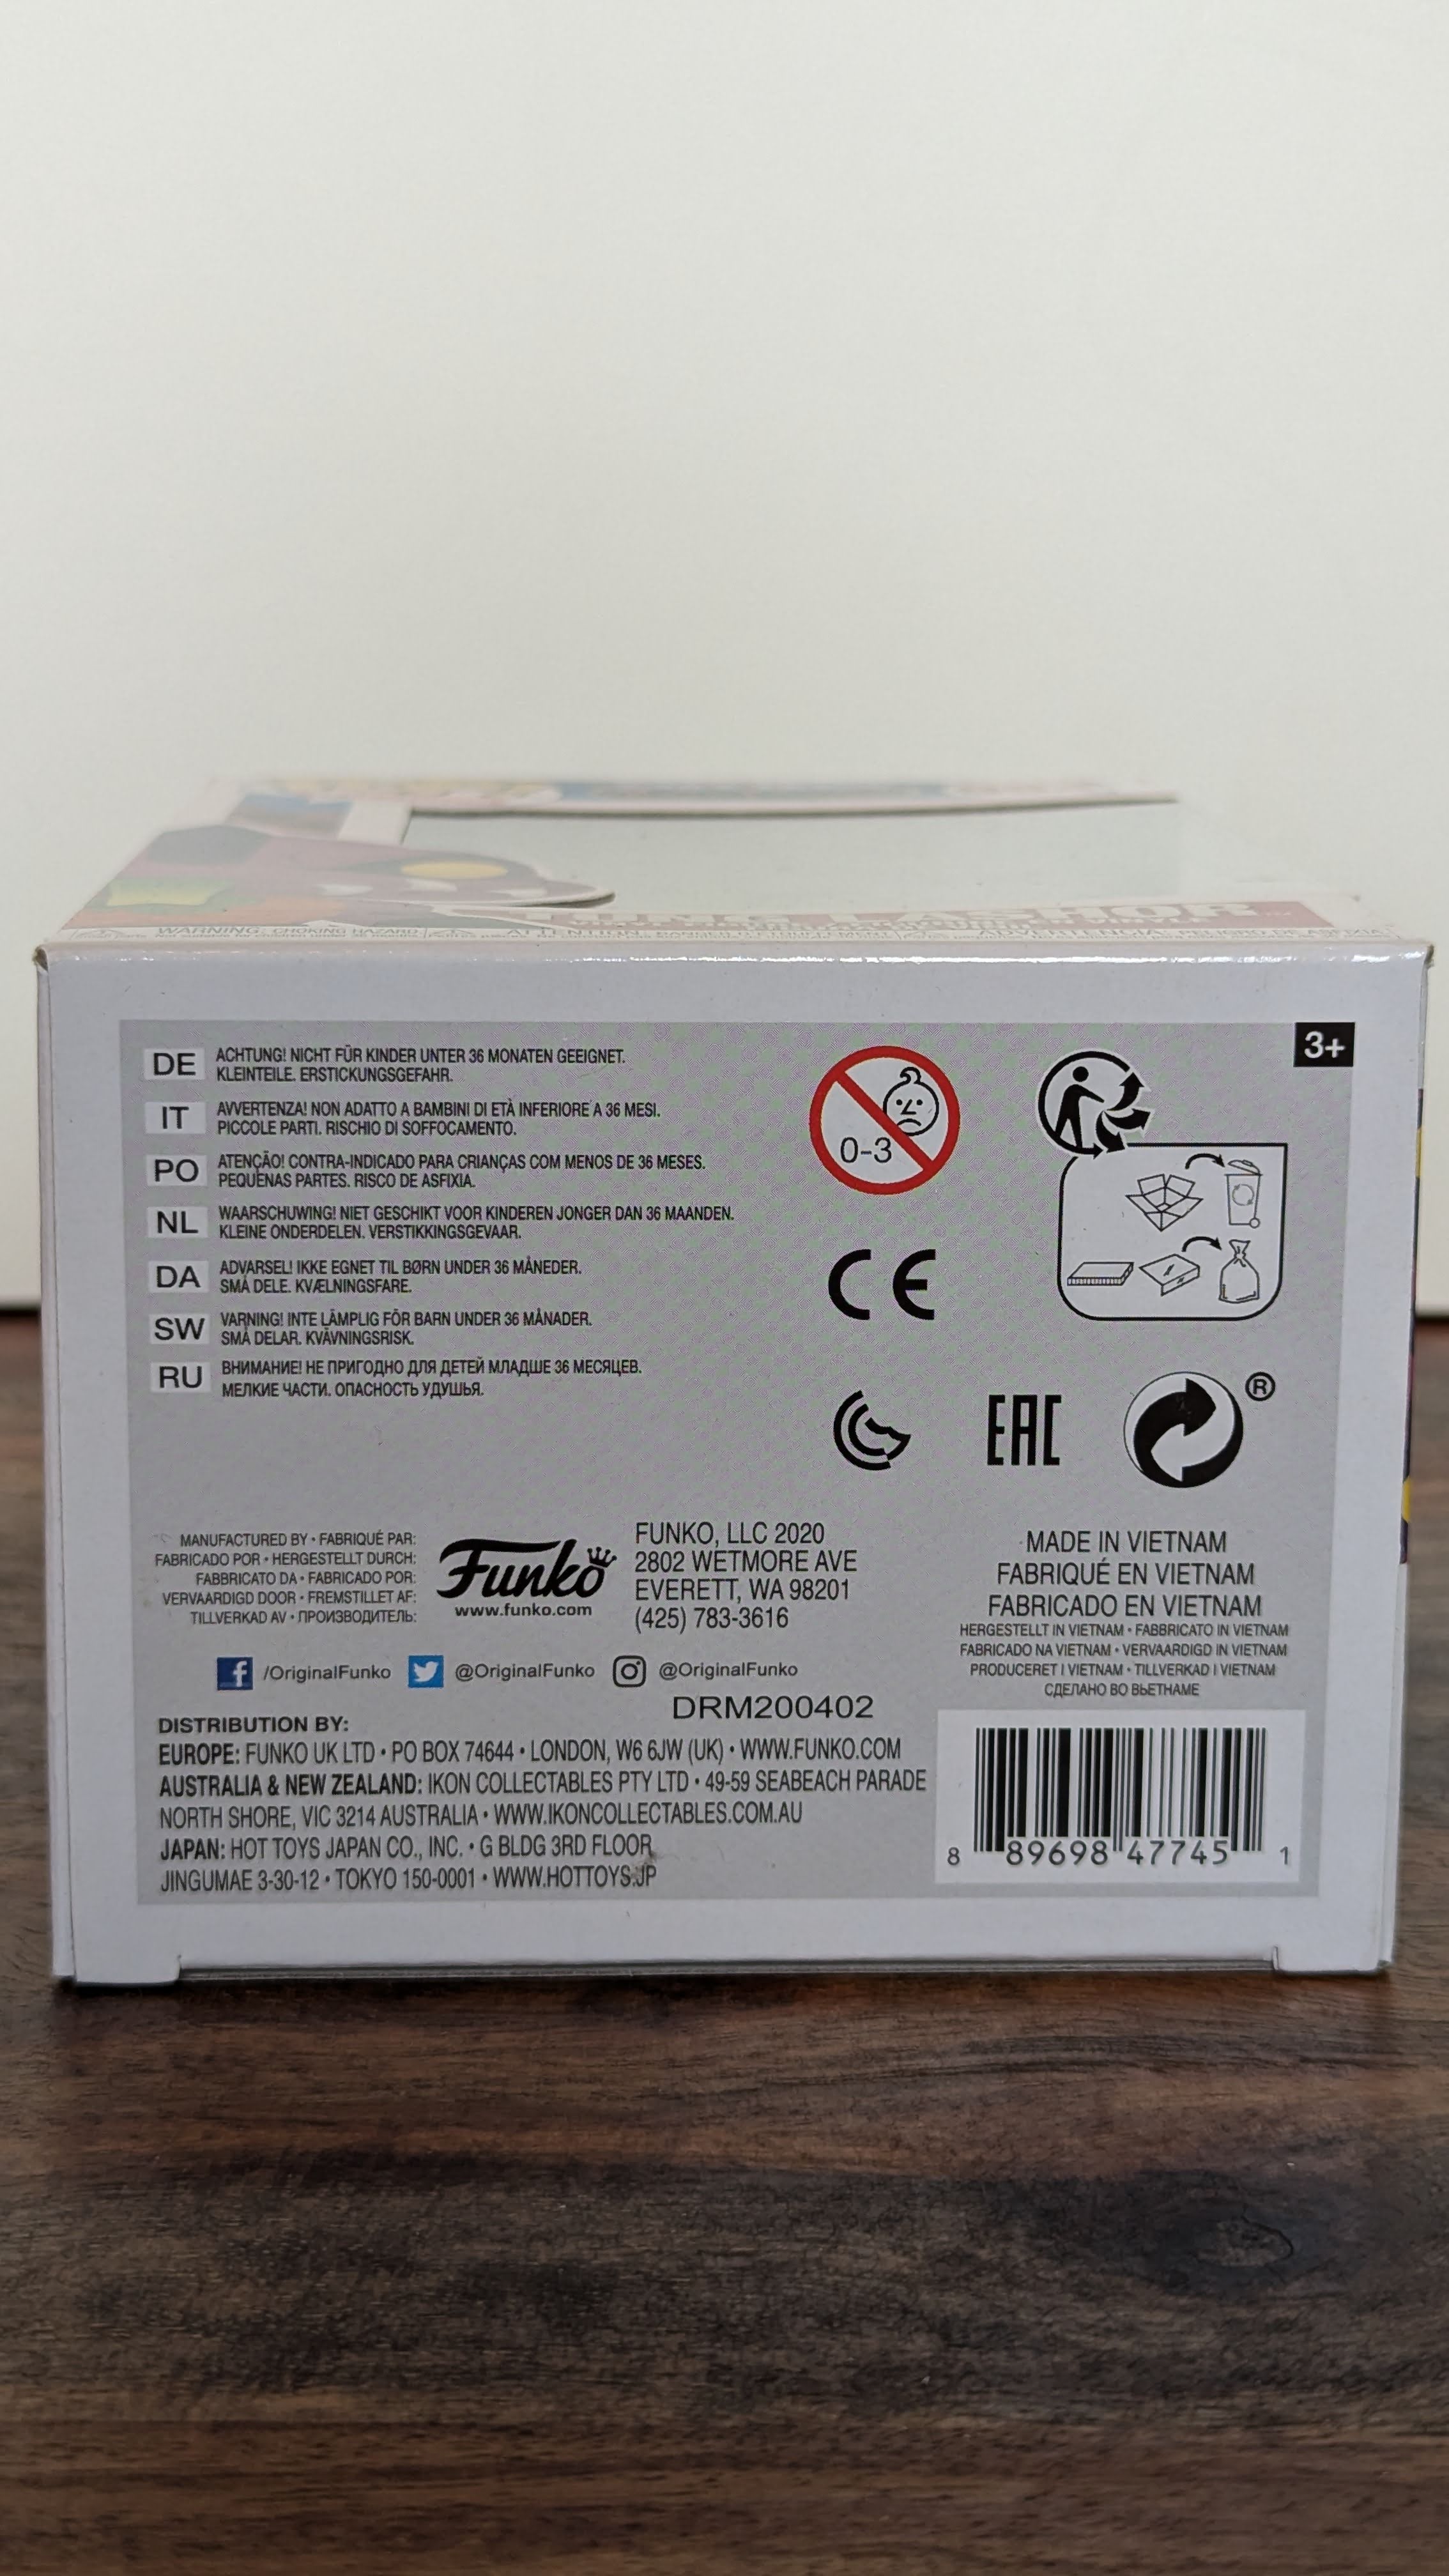 WARNING: CHOKING HAZARD
DE ACHTUNG! NICHT FÜR KINDER UNTER 36 MONATEN GEEIGNET.
KLEINTEILE. ERSTICKUNGSGEFAHR.
IT AVVERTENZA! NON ADATTO A BAMBINI DI ETÀ INFERIORE A 36 MESI.
PICCOLE PARTI. RISCHIO DI SOFFOCAMENTO.
PO ATENÇÃO! CONTRA-INDICADO PARA CRIANÇAS COM MENOS DE 36 MESES.
PEQUENAS PARTES. RISCO DE ASFIXIA.
NL WAARSCHUWING! NIET GESCHIKT VOOR KINDEREN JONGER DAN 36 MAANDEN.
KLEINE ONDERDELEN. VERSTIKKINGSGEVAAR.
DA ADVARSEL! IKKE EGNET TIL BØRN UNDER 36 MÅNEDER.
SMÅ DELE. KVÆLNINGSFARE.
SW VARNING! INTE LÄMPLIG FÖR BARN UNDER 36 MÅNADER.
SMÅ DELAR. KVÄVNINGSRISK.
RU ВНИМАНИЕ! НЕ ПРИГОДНО ДЛЯ ДЕТЕЙ МЛАДШЕ 36 МЕСЯЦЕВ.
МЕЛКИЕ ЧАСТИ. ОПАСНОСТЬ УДУШЬЯ.
0-3
3+
CE
EAC
®
MANUFACTURED BY • FABRIQUÉ PAR:
FABRICADO POR • HERGESTELLT DURCH:
FABBRICATO DA • FABRICADO POR:
VERVAARDIGD DOOR • FREMSTILLET AF:
TILLVERKAD AV • ПРОИЗВОДИТЕЛЬ:
Funko
www.funko.com
FUNKO, LLC 2020
2802 WETMORE AVE
EVERETT, WA 98201
(425) 783-3616
MADE IN VIETNAM
FABRIQUÉ EN VIETNAM
FABRICADO EN VIETNAM
HERGESTELLT IN VIETNAM • FABBRICATO IN VIETNAM
FABRICADO NA VIETNAM • VERVAARDIGD IN VIETNAM
PRODUCERET I VIETNAM • TILLVERKAD I VIETNAM
СДЕЛАНО ВО ВЬЕТНАМЕ
/OriginalFunko @OriginalFunko @OriginalFunko
DRM200402
DISTRIBUTION BY:
EUROPE: FUNKO UK LTD • PO BOX 74644 • LONDON, W6 6JW (UK) • WWW.FUNKO.COM
AUSTRALIA & NEW ZEALAND: IKON COLLECTABLES PTY LTD • 49-59 SEABEACH PARADE
NORTH SHORE, VIC 3214 AUSTRALIA • WWW.IKONCOLLECTABLES.COM.AU
JAPAN: HOT TOYS JAPAN CO., INC. • G BLDG 3RD FLOOR
JINGUMAE 3-30-12 • TOKYO 150-0001 • WWW.HOTTOYS.JP
8 89698 47745 1